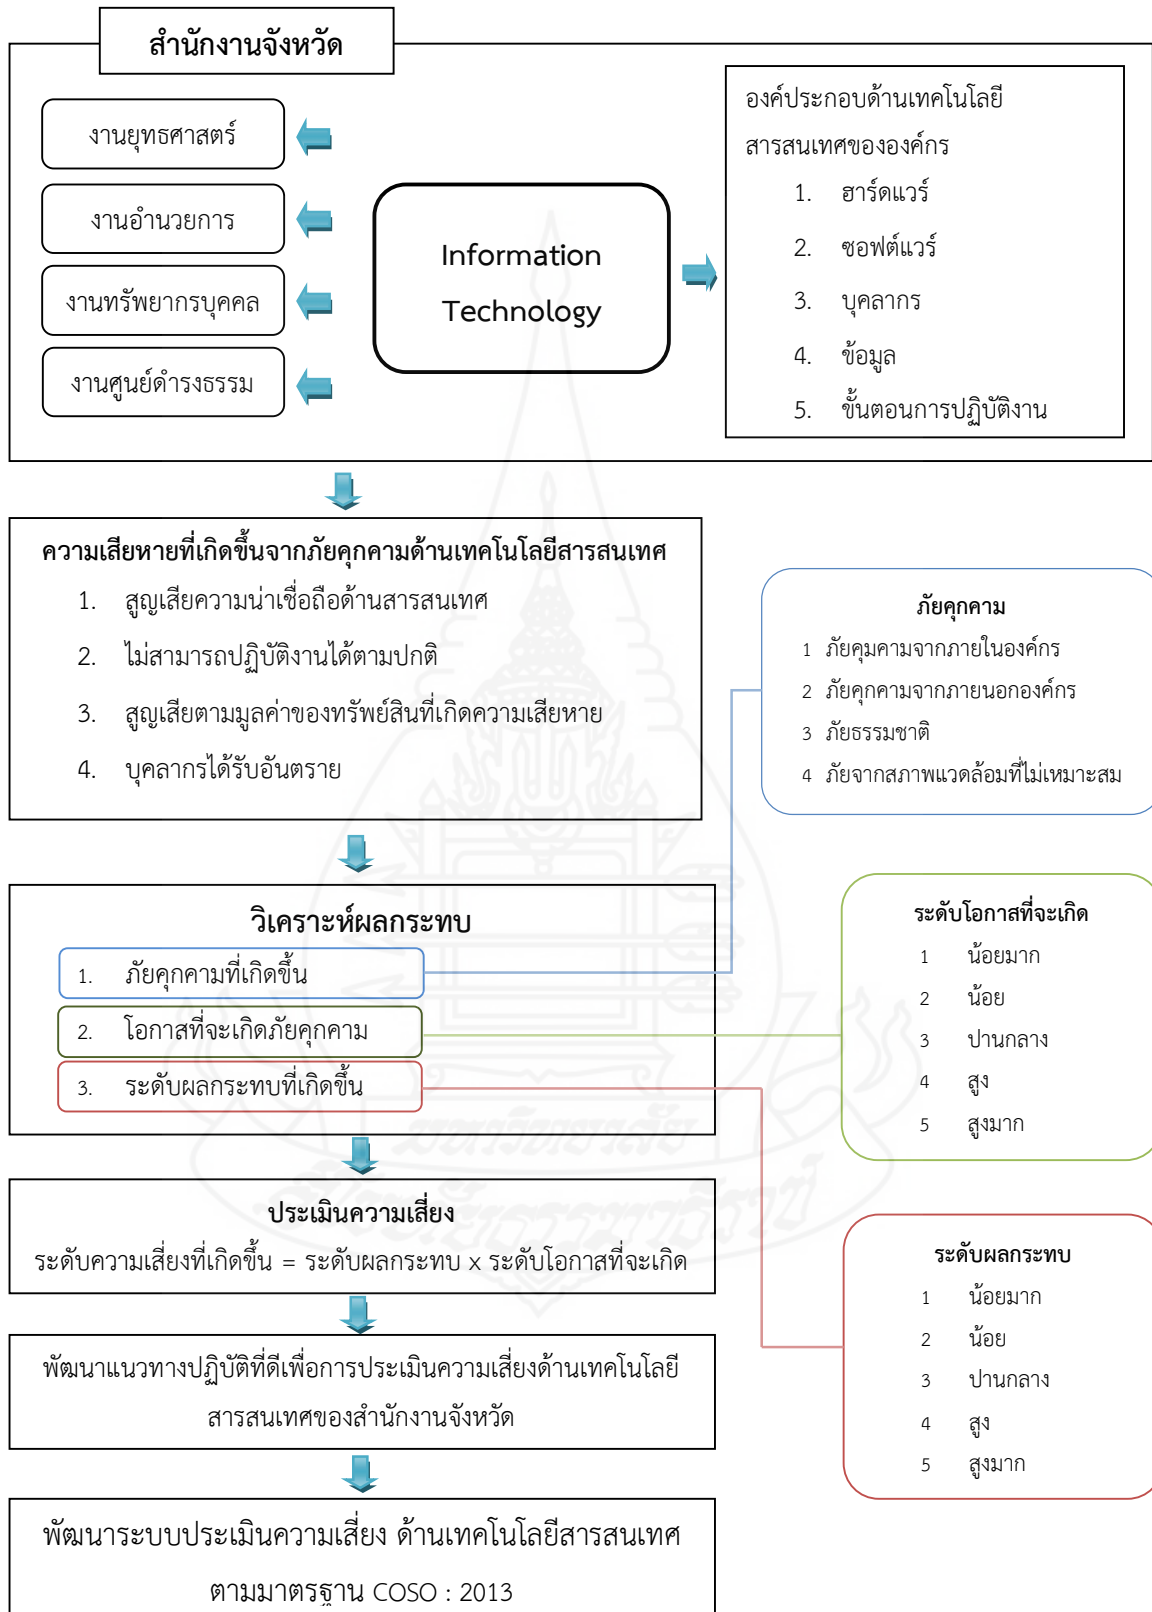 สำนักงานจังหวัด
งานยุทธศาสตร์
งานอำนวยการ
งานทรัพยากรบุคคล
งานศูนย์ดำรงธรรม
Information
Technology
องค์ประกอบด้านเทคโนโลยี
สารสนเทศขององค์กร
1. ฮาร์ดแวร์
2. ซอฟต์แวร์
3. บุคลากร
4. ข้อมูล
5. ขั้นตอนการปฏิบัติงาน
ความเสียหายที่เกิดขึ้นจากภัยคุกคามด้านเทคโนโลยีสารสนเทศ
1. สูญเสียความน่าเชื่อถือด้านสารสนเทศ
2. ไม่สามารถปฏิบัติงานได้ตามปกติ
3. สูญเสียตามมูลค่าของทรัพย์สินที่เกิดความเสียหาย
4. บุคลากรได้รับอันตราย
ภัยคุกคาม
1 ภัยคุมคามจากภายในองค์กร
2 ภัยคุกคามจากภายนอกองค์กร
3 ภัยธรรมชาติ
4 ภัยจากสภาพแวดล้อมที่ไม่เหมาะสม
วิเคราะห์ผลกระทบ
1. ภัยคุกคามที่เกิดขึ้น
2. โอกาสที่จะเกิดภัยคุกคาม
3. ระดับผลกระทบที่เกิดขึ้น
ระดับโอกาสที่จะเกิด
1 น้อยมาก
2 น้อย
3 ปานกลาง
4 สูง
5 สูงมาก
มหาวิทยาลัย
สุโขทัยธรรมาธิราช
ประเมินความเสี่ยง
ระดับความเสี่ยงที่เกิดขึ้น = ระดับผลกระทบ x ระดับโอกาสที่จะเกิด
ระดับผลกระทบ
1 น้อยมาก
2 น้อย
3 ปานกลาง
4 สูง
5 สูงมาก
พัฒนาแนวทางปฏิบัติที่ดีเพื่อการประเมินความเสี่ยงด้านเทคโนโลยี
สารสนเทศของสำนักงานจังหวัด
พัฒนาระบบประเมินความเสี่ยง ด้านเทคโนโลยีสารสนเทศ
ตามมาตรฐาน COSO : 2013